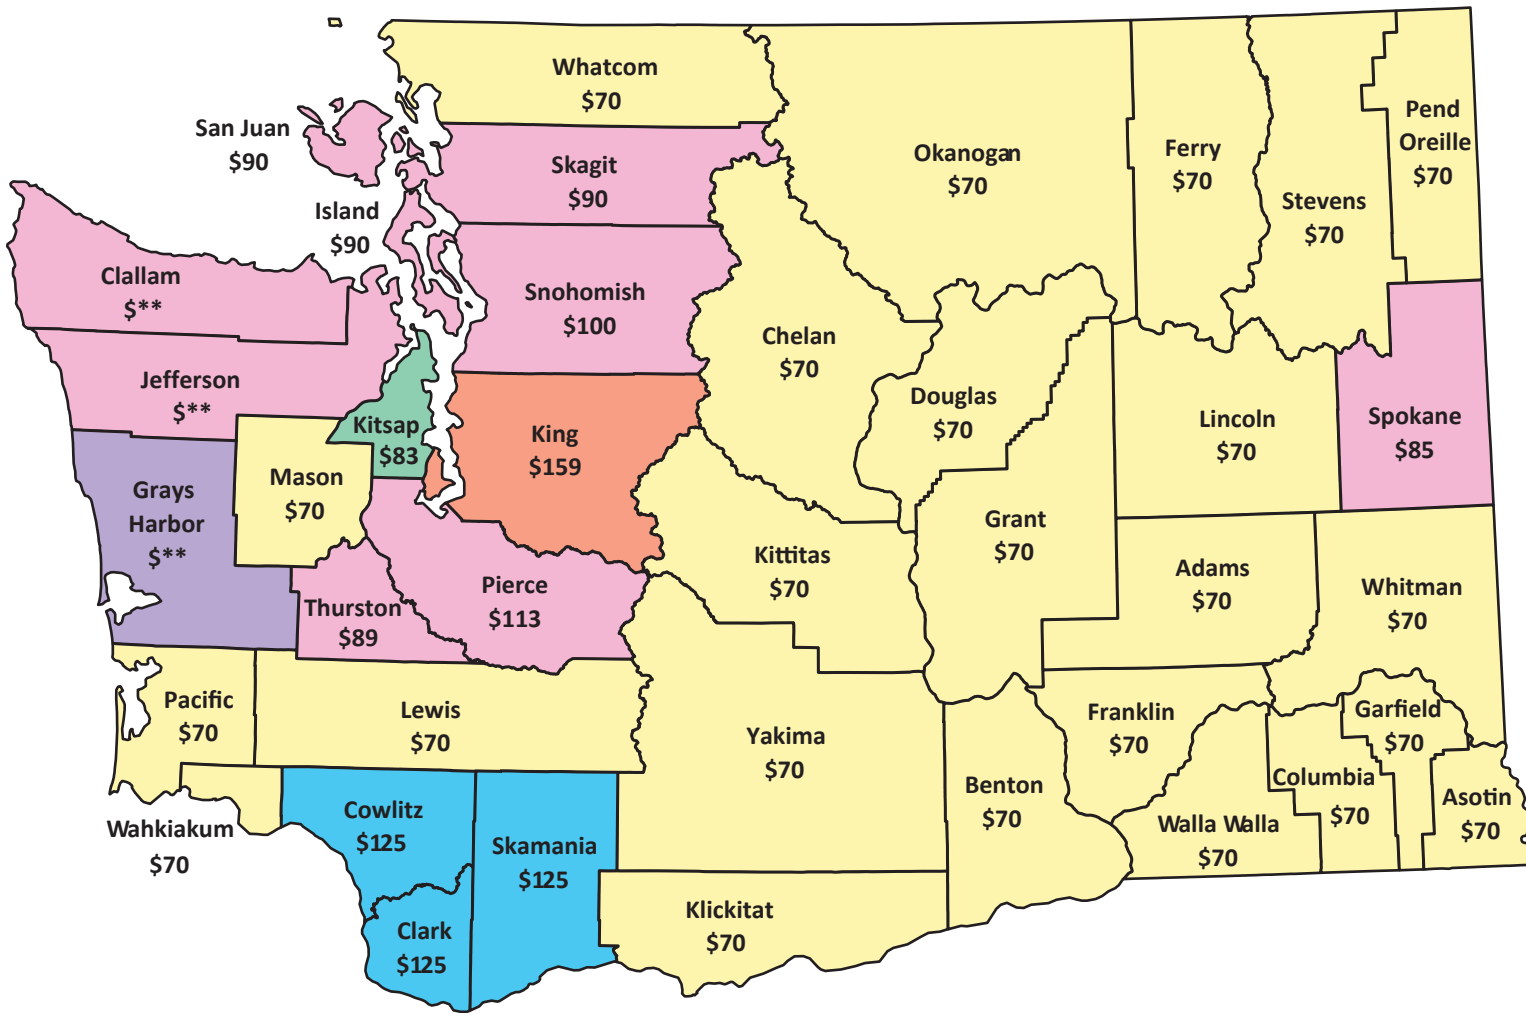 Whatcom
$70
San Juan
$90
Skagit
$90
Island
$90
Okanogan
$70
Ferry
$70
Stevens
$70
Pend
Oreille
$70
Clallam
$**
Snohomish
$100
Chelan
$70
Jefferson
$**
Kitsap
$83
King
$159
Douglas
$70
Lincoln
$70
Spokane
$85
Grays
Harbor
$**
Mason
$70
Grant
$70
Kittitas
$70
Adams
$70
Whitman
$70
Thurston
$89
Pierce
$113
Pacific
$70
Lewis
$70
Yakima
$70
Benton
$70
Franklin
$70
Garfield
$70
Columbia
$70
Asotin
$70
Walla Walla
$70
Wahkiakum
$70
Cowlitz
$125
Skamania
$125
Clark
$125
Klickitat
$70